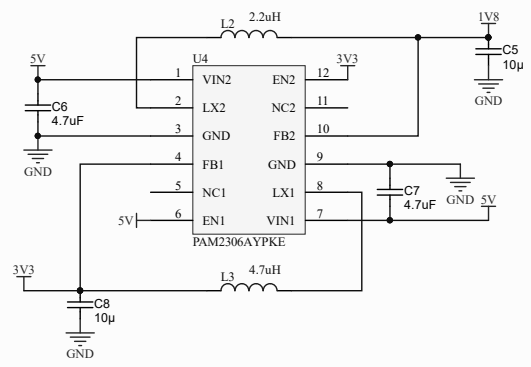 L2 2.2uH 1V8
5V U4 3V3 C5
10µ
1 VIN2 EN2 12 GND
C6 2 LX2 NC2 11
4.7uF 3 GND FB2 10
GND 4 FB1 GND 9
5 NC1 LX1 8 C7 GND
5V 6 EN1 VIN1 7 4.7uF 5V
PAM2306AYPKE
3V3 L3 4.7uH
C8
10µ
GND